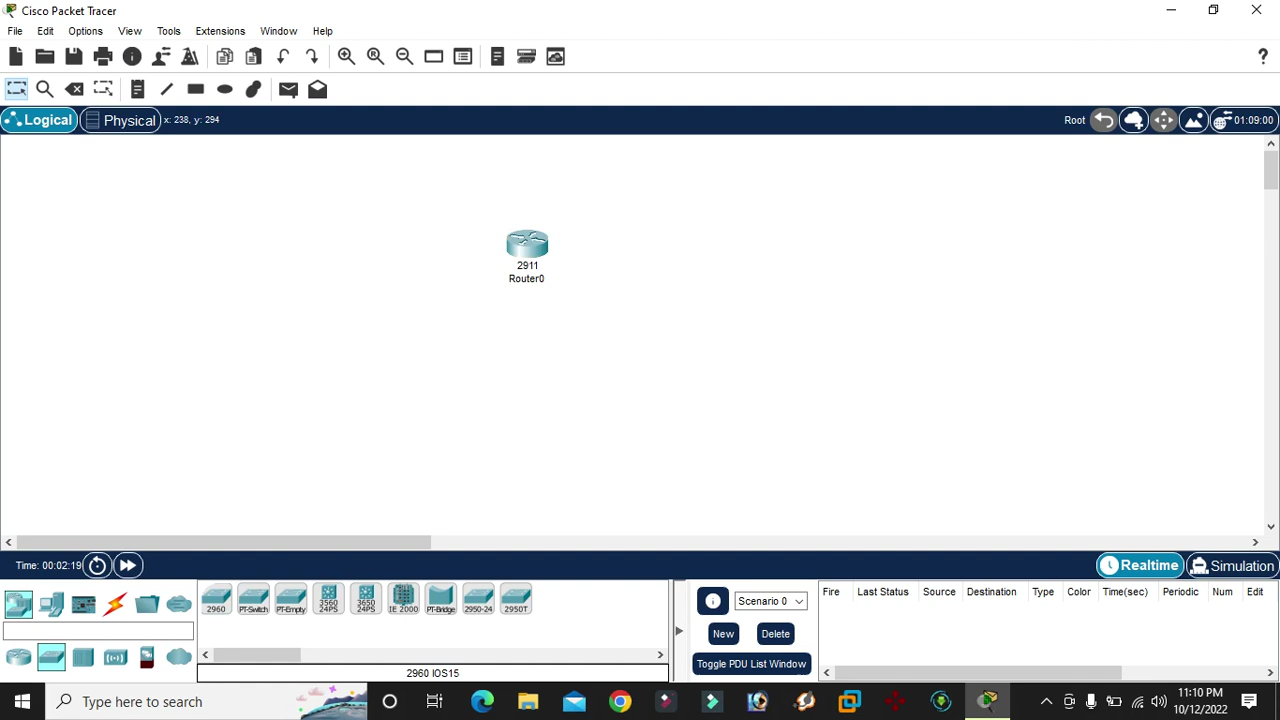 Cisco Packet Tracer
File Edit Options View Tools Extensions Window Help
?
Logical Physical x: 238, y: 294 Root 01:09:00
2911
Router0
Time: 00:02:19 Realtime Simulation
2960 PT-Switch PT-Empty 3560 24PS 3650 24PS IE 2000 PT-Bridge 2950-24 2950T
Scenario 0
New Delete
Toggle PDU List Window
Fire Last Status Source Destination Type Color Time(sec) Periodic Num Edit
2960 IOS15
Type here to search
11:10 PM
10/12/2022